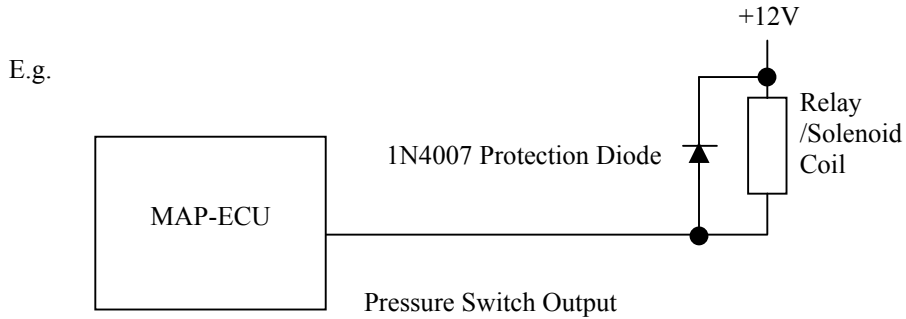 +12V
E.g.
Relay
/Solenoid
Coil
1N4007 Protection Diode
MAP-ECU
Pressure Switch Output